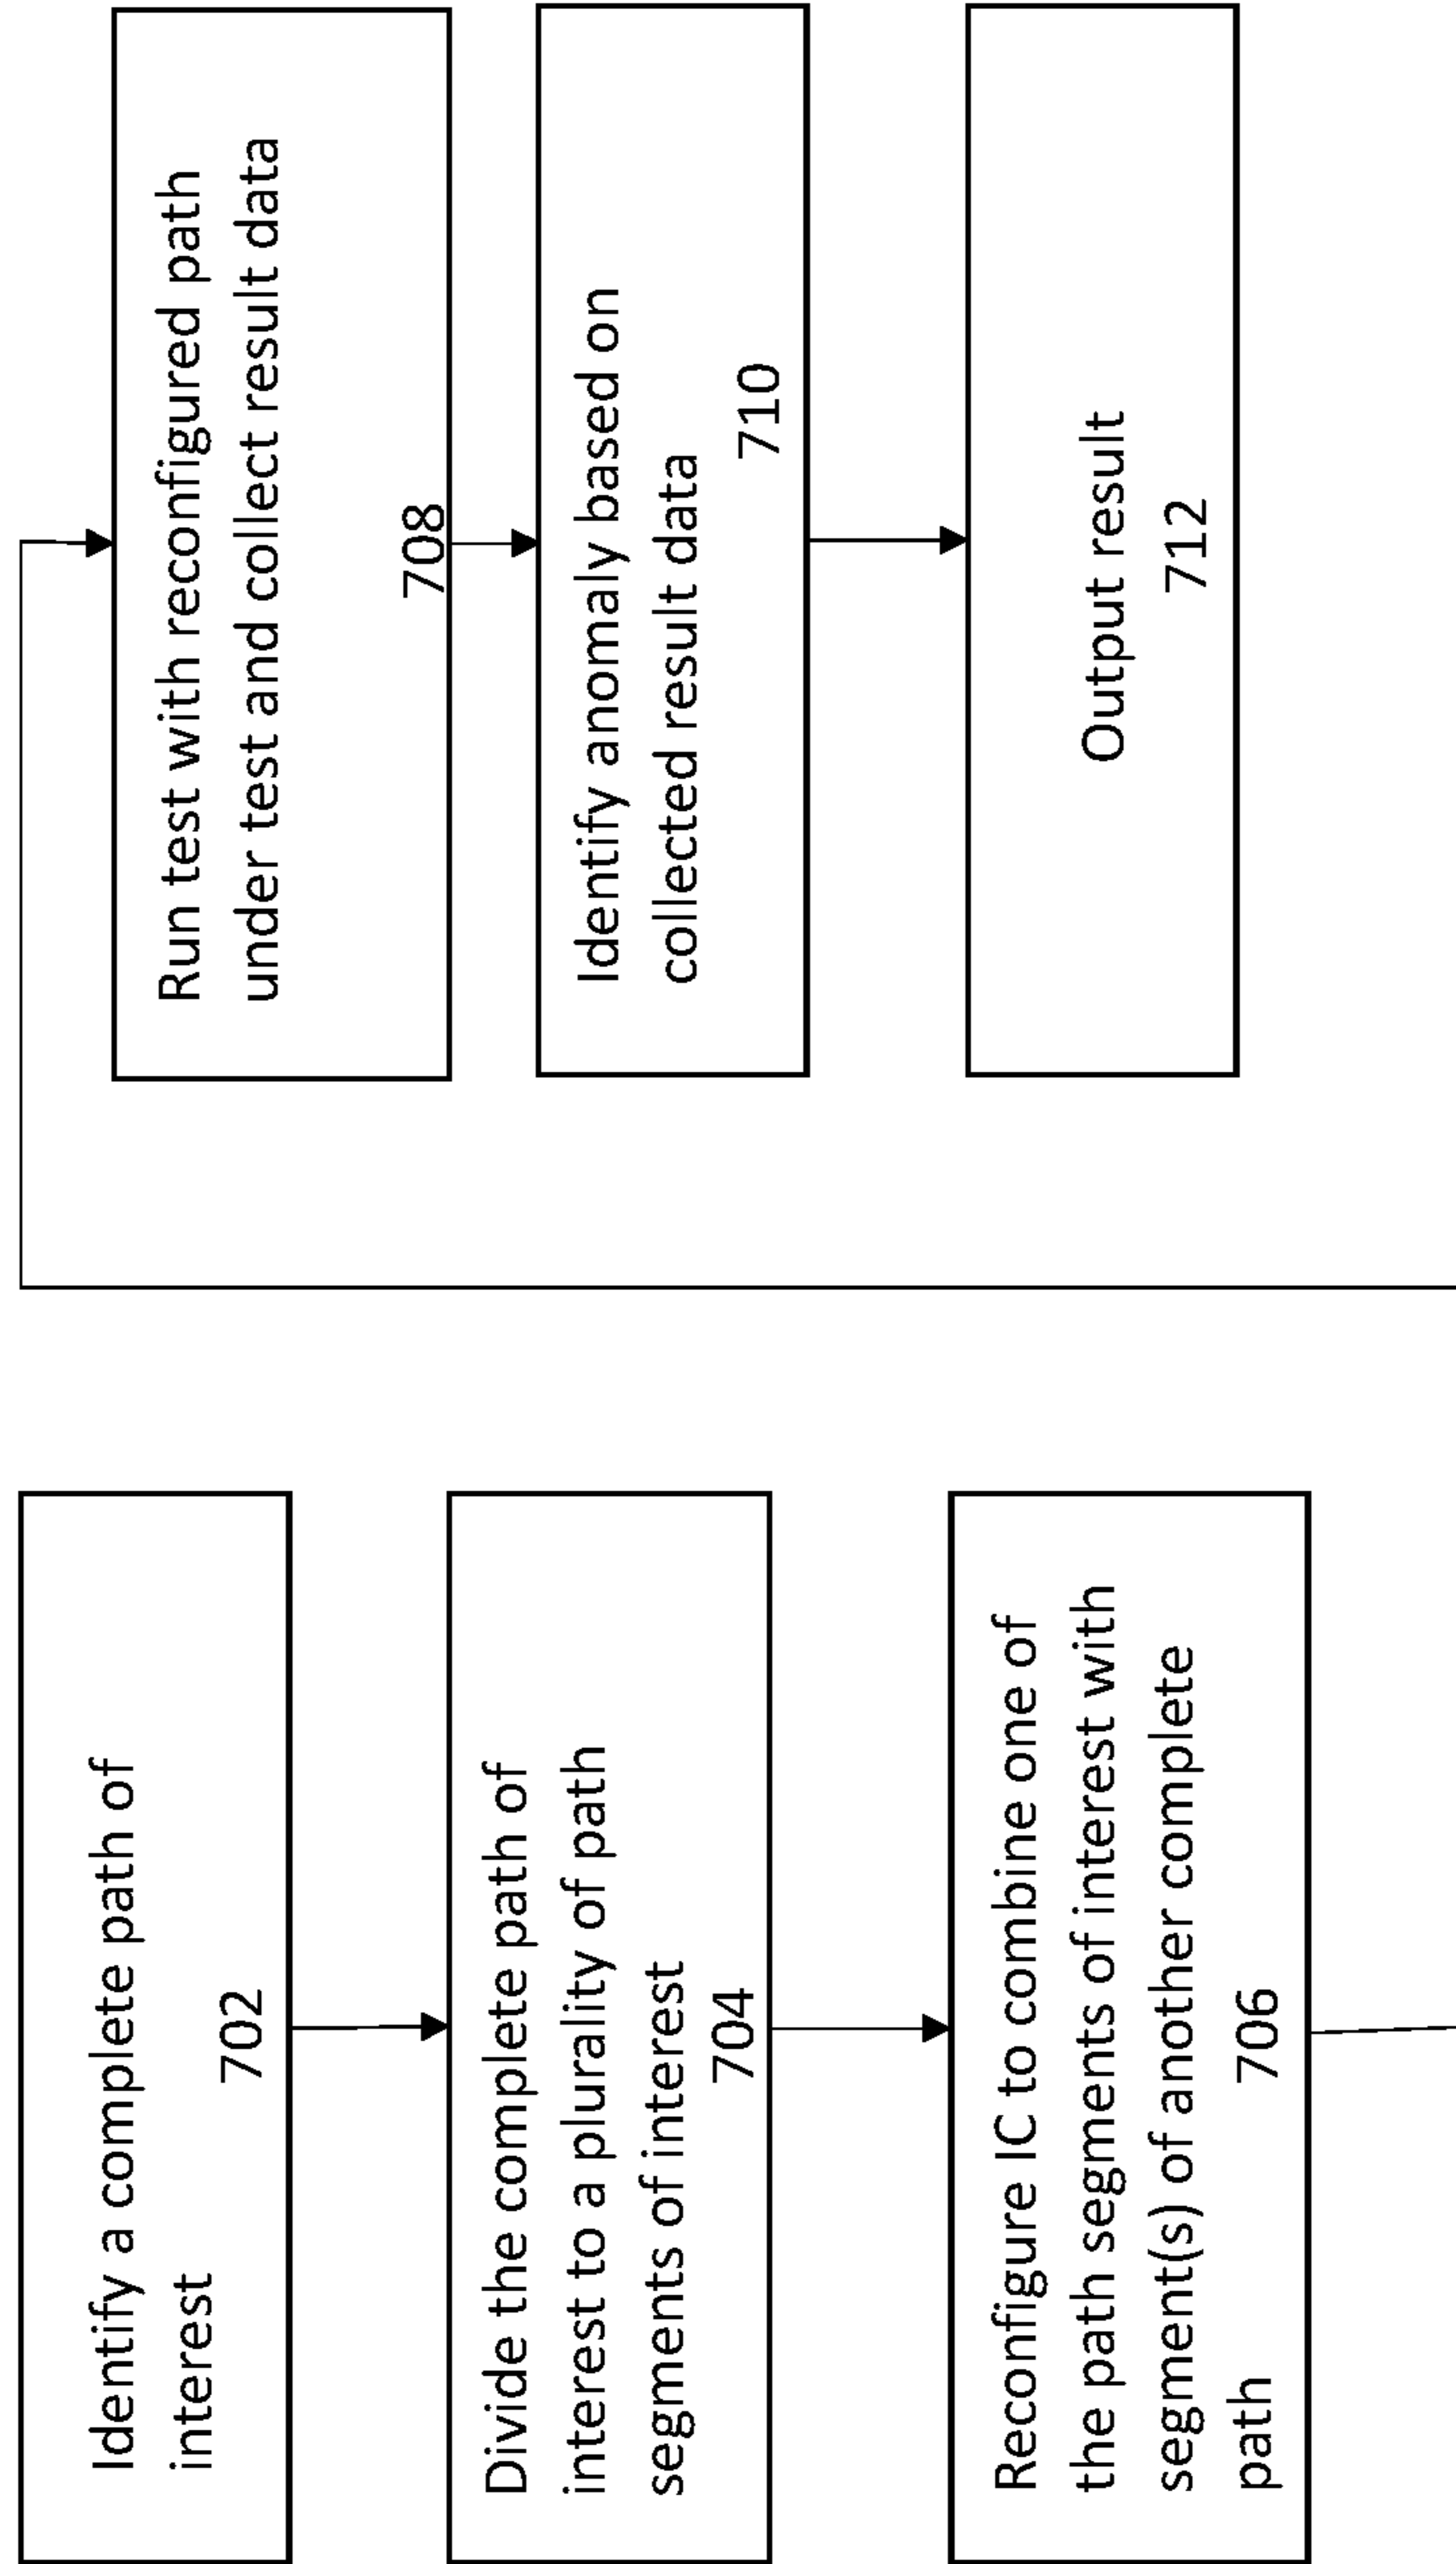 Identify a complete path of
interest
702
Divide the complete path of
interest to a plurality of path
segments of interest
704
Reconfigure IC to combine one of
the path segments of interest with
segment(s) of another complete
path
706
Run test with reconfigured path
under test and collect result data
708
Identify anomaly based on
collected result data
710
Output result
712